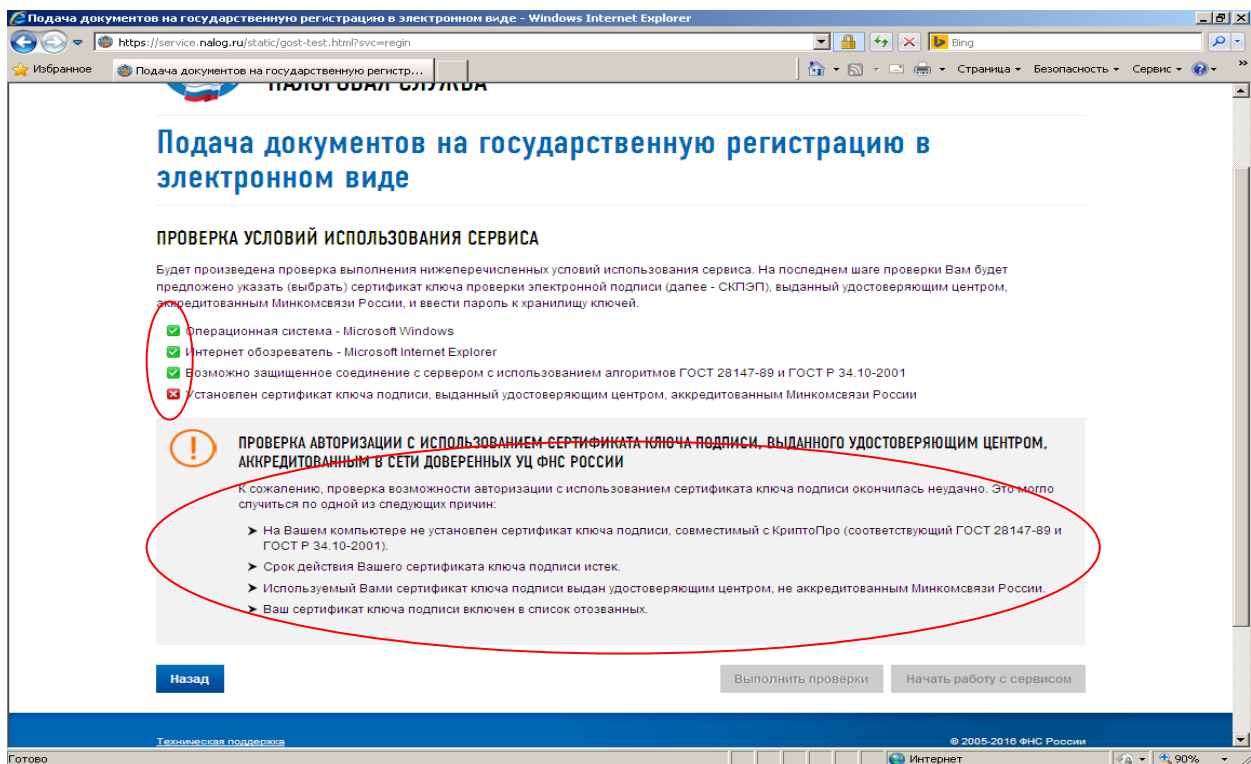 Подача документов на государственную регистрацию в электронном виде - Windows Internet Explorer
https://service.nalog.ru/static/gost-test.html?svc=regin
Bing
Избранное
Подача документов на государственную регистр...
Страница
Безопасность
Сервис
НАЛОГОВАЯ СЛУЖБА
Подача документов на государственную регистрацию в
электронном виде
ПРОВЕРКА УСЛОВИЙ ИСПОЛЬЗОВАНИЯ СЕРВИСА
Будет произведена проверка выполнения нижеперечисленных условий использования сервиса. На последнем шаге проверки Вам будет
предложено указать (выбрать) сертификат ключа проверки электронной подписи (далее - СКПЭП), выданный удостоверяющим центром,
аккредитованным Минкомсвязи России, и ввести пароль к хранилищу ключей.
Операционная система - Microsoft Windows
Интернет обозреватель - Microsoft Internet Explorer
Возможно защищенное соединение с сервером с использованием алгоритмов ГОСТ 28147-89 и ГОСТ Р 34.10-2001
Установлен сертификат ключа подписи, выданный удостоверяющим центром, аккредитованным Минкомсвязи России
ПРОВЕРКА АВТОРИЗАЦИИ С ИСПОЛЬЗОВАНИЕМ СЕРТИФИКАТА КЛЮЧА ПОДПИСИ, ВЫДАННОГО УДОСТОВЕРЯЮЩИМ ЦЕНТРОМ,
АККРЕДИТОВАННЫМ В СЕТИ ДОВЕРЕННЫХ УЦ ФНС РОССИИ
К сожалению, проверка возможности авторизации с использованием сертификата ключа подписи окончилась неудачно. Это могло
случиться по одной из следующих причин:
На Вашем компьютере не установлен сертификат ключа подписи, совместимый с КриптоПро (соответствующий ГОСТ 28147-89 и
ГОСТ Р 34.10-2001).
Срок действия Вашего сертификата ключа подписи истек.
Используемый Вами сертификат ключа подписи выдан удостоверяющим центром, не аккредитованным Минкомсвязи России.
Ваш сертификат ключа подписи включен в список отозванных.
Назад
Выполнить проверки
Начать работу с сервисом
Техническая поддержка
© 2005-2016 ФНС России
Готово
Интернет
90%